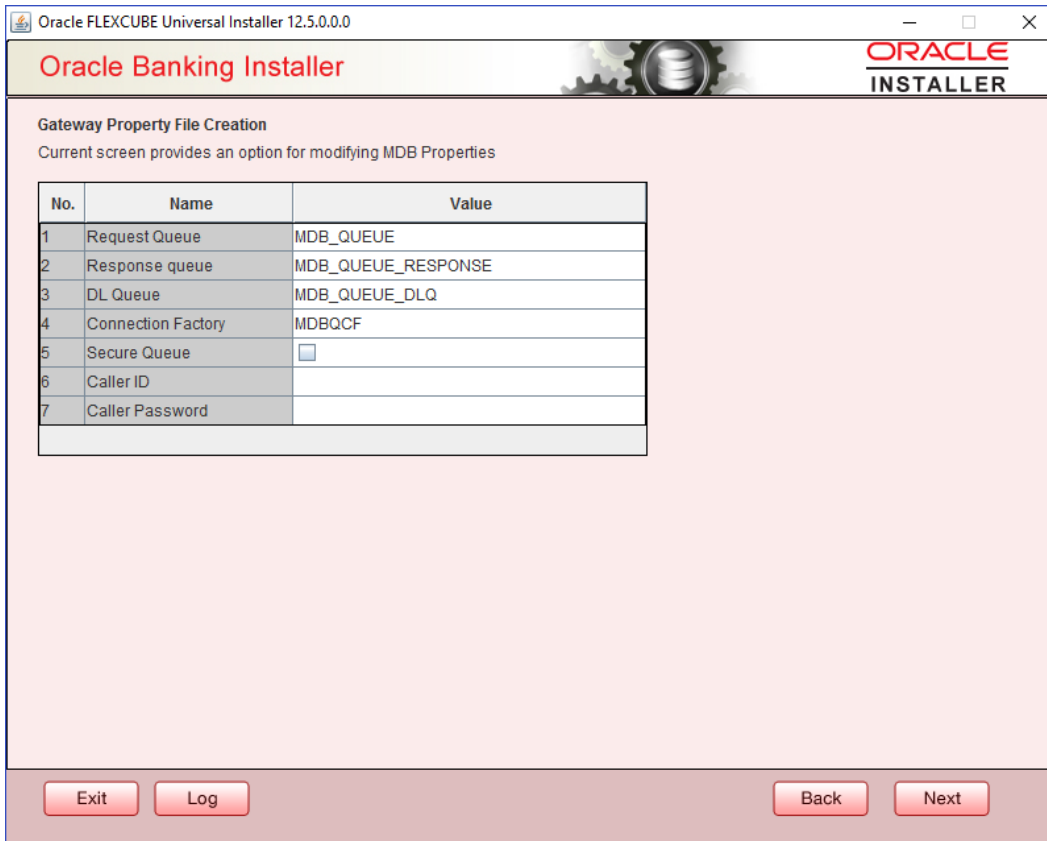 Oracle FLEXCUBE Universal Installer 12.5.0.0.0
Oracle Banking Installer
ORACLE
INSTALLER
Gateway Property File Creation
Current screen provides an option for modifying MDB Properties
No. Name Value
1 Request Queue MDB_QUEUE
2 Response queue MDB_QUEUE_RESPONSE
3 DL Queue MDB_QUEUE_DLQ
4 Connection Factory MDBQCF
5 Secure Queue
6 Caller ID
7 Caller Password
Exit Log Back Next